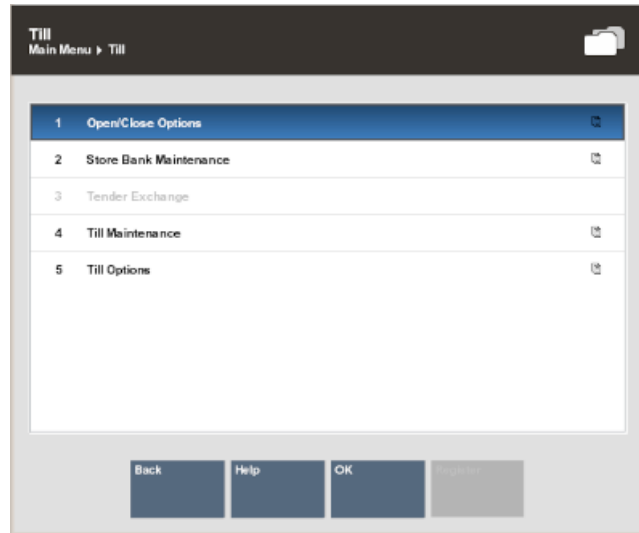 Till
Main Menu ▸ Till
1 Open/Close Options
2 Store Bank Maintenance
3 Tender Exchange
4 Till Maintenance
5 Till Options
Back Help OK Register